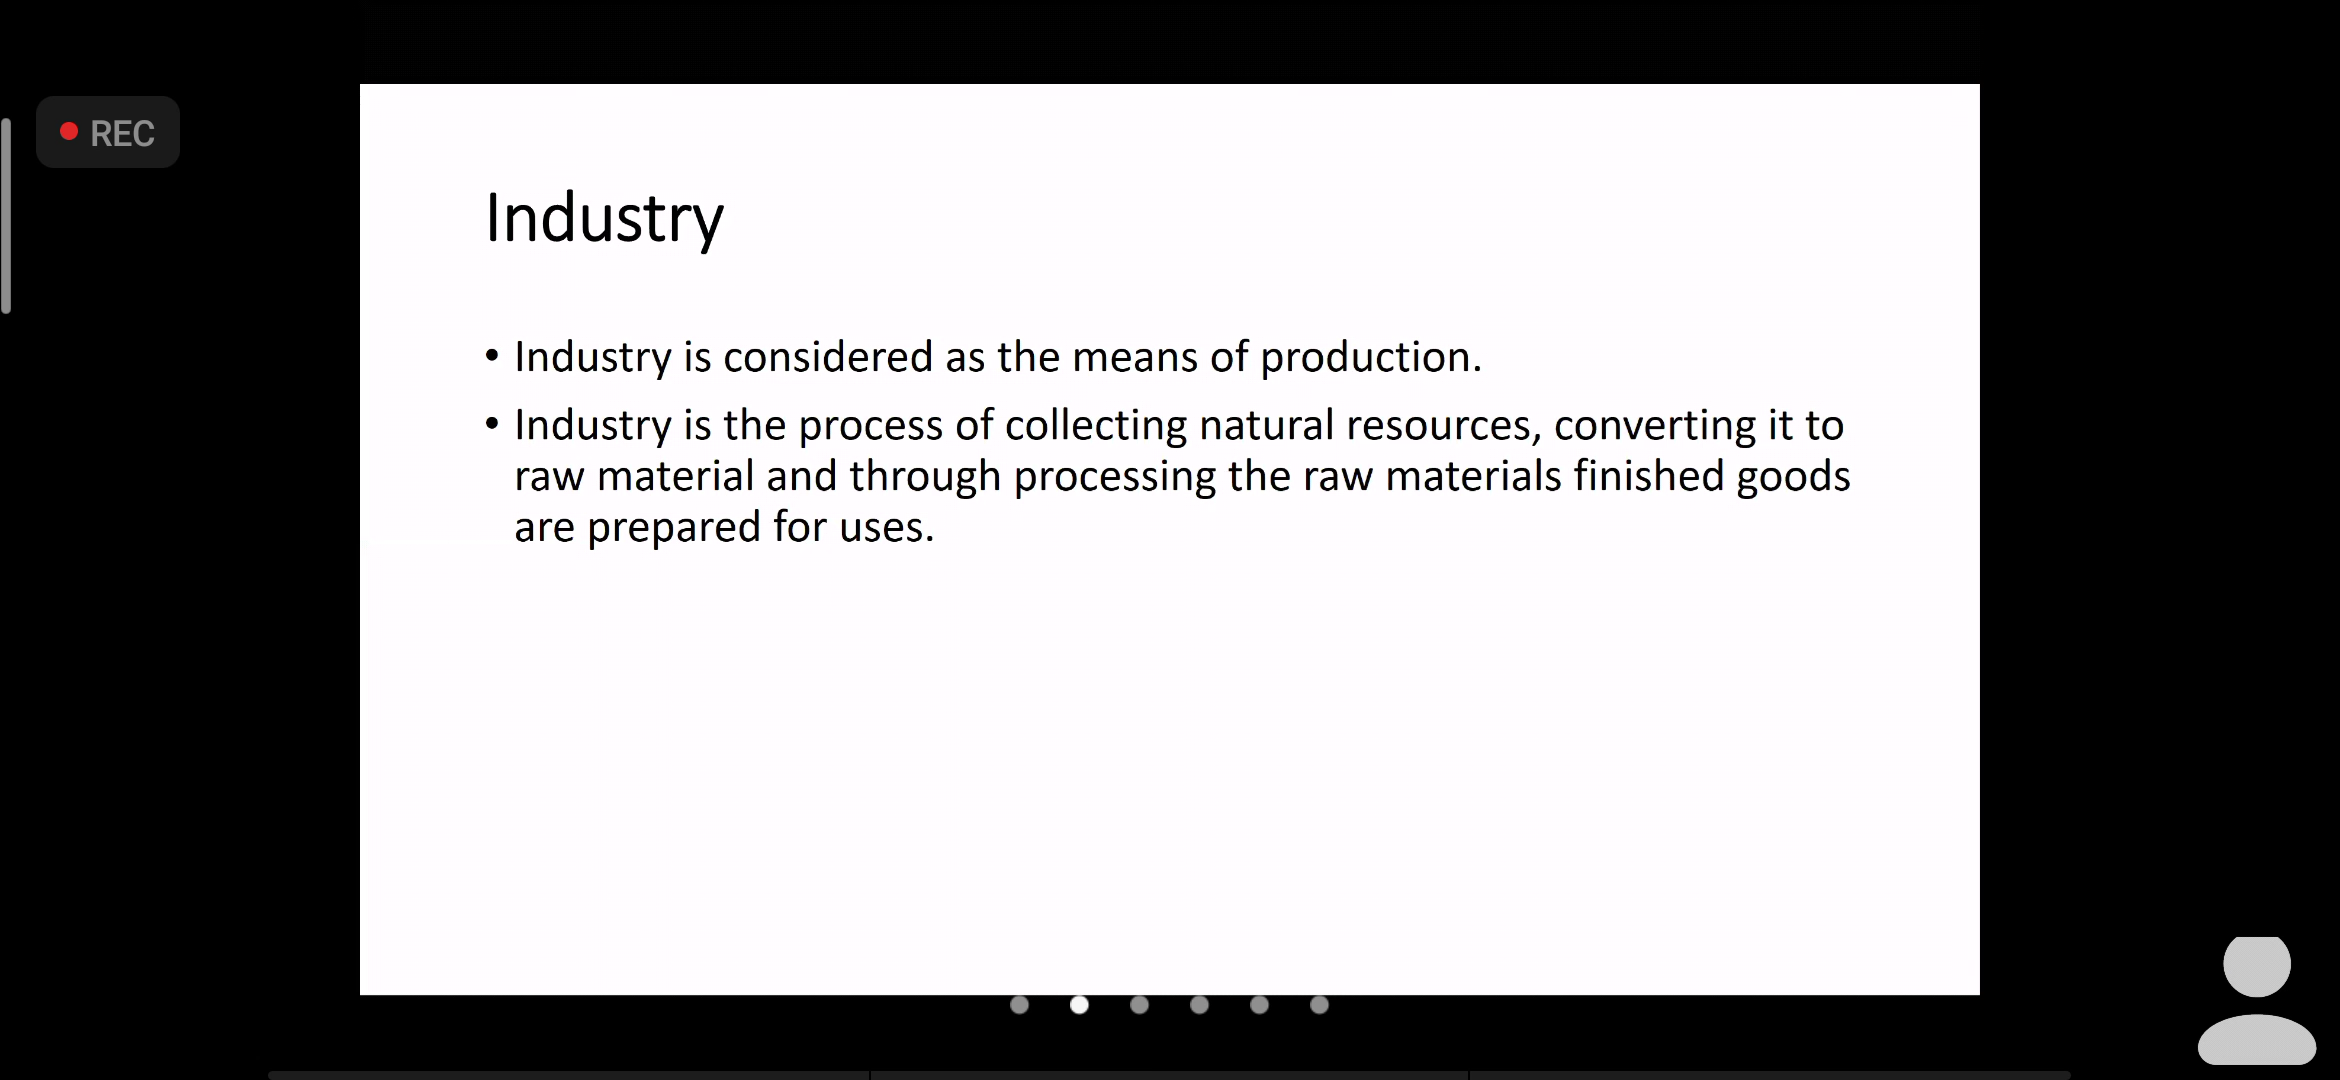 REC
Industry
• Industry is considered as the means of production.
• Industry is the process of collecting natural resources, converting it to
raw material and through processing the raw materials finished goods
are prepared for uses.